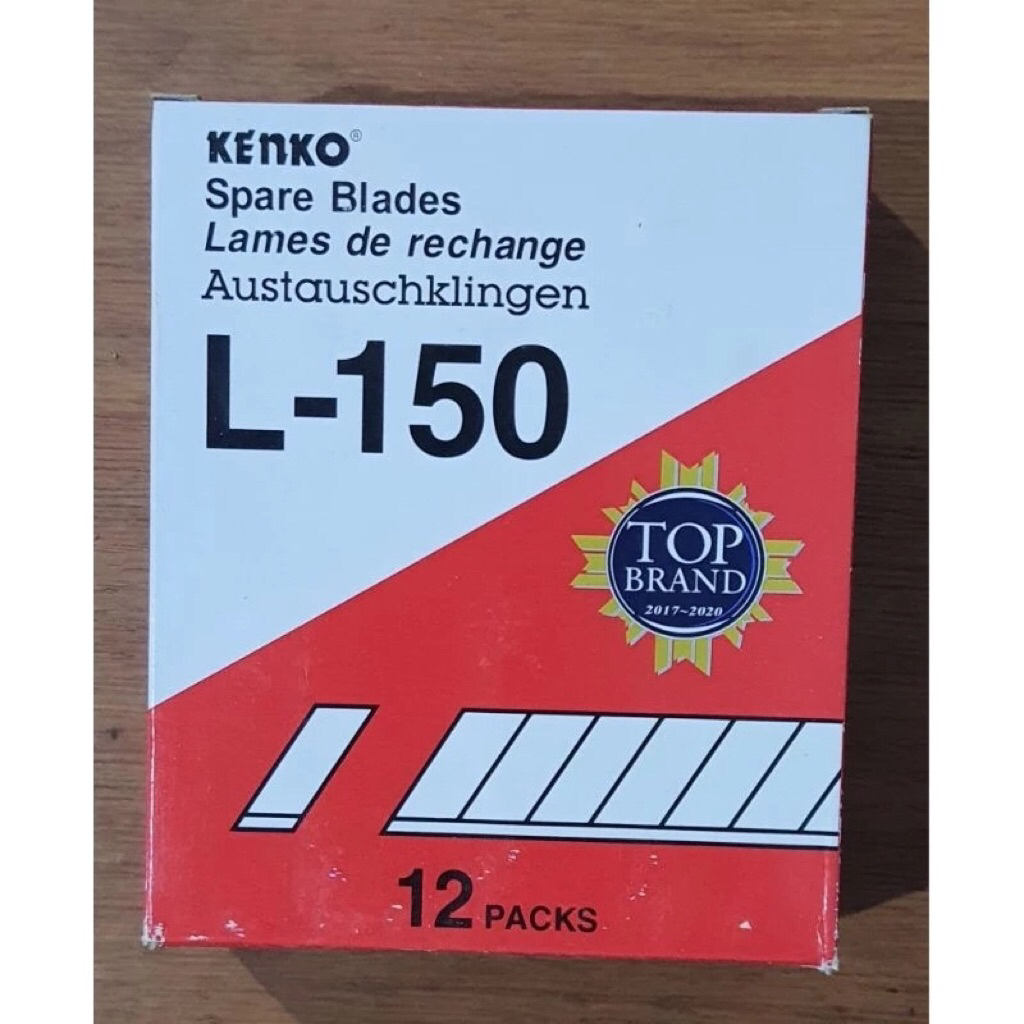 KENKO®
Spare Blades
Lames de rechange
Austauschklingen
L-150
TOP
BRAND
2017~2020
12 PACKS